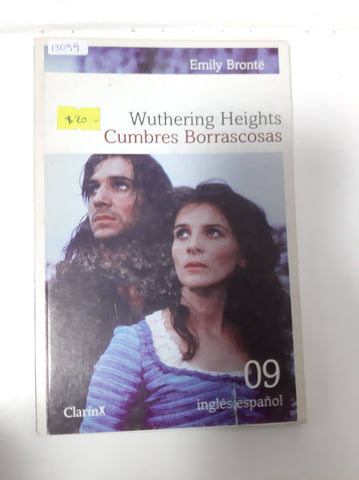 13099
Emily Brontë
$20-
Wuthering Heights
Cumbres Borrascosas
09
inglés/español
Clarín